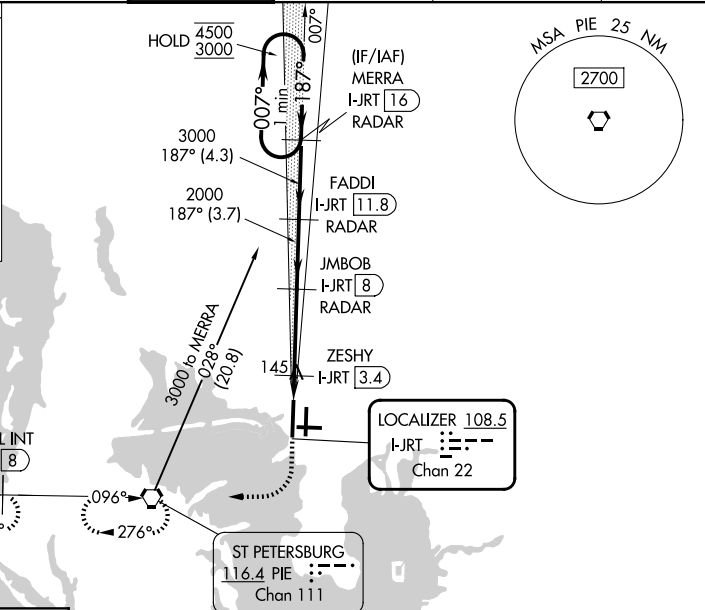 HOLD 4500
3000
007°
187°
007°
1 min
(IF/IAF)
MERRA
I-JRT 16
RADAR
MSA PIE 25 NM
2700
3000
187° (4.3)
2000
187° (3.7)
FADDI
I-JRT 11.8
RADAR
JMBOB
I-JRT 8
RADAR
3000 to MERRA
028°
(20.8)
145
ZESHY
I-JRT 3.4
LOCALIZER 108.5
I-JRT
Chan 22
L INT
8
096°
276°
ST PETERSBURG
116.4 PIE
Chan 111